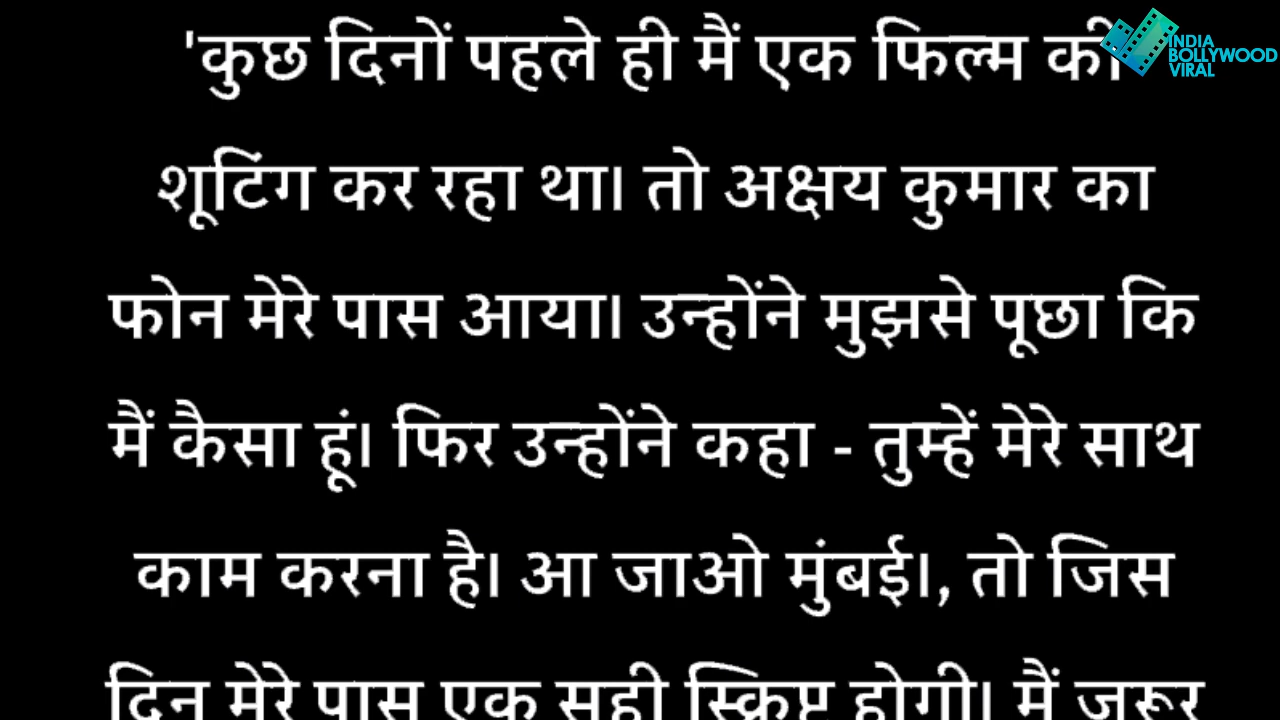 'कुछ दिनों पहले ही मैं एक फिल्म की
INDIA
BOLLYWOOD
VIRAL
शूटिंग कर रहा था। तो अक्षय कुमार का
फोन मेरे पास आया। उन्होंने मुझसे पूछा कि
मैं कैसा हूं। फिर उन्होंने कहा - तुम्हें मेरे साथ
काम करना है। आ जाओ मुंबई।, तो जिस
दिन मेरे पास एक सही स्क्रिप्ट होगी। मैं जरूर